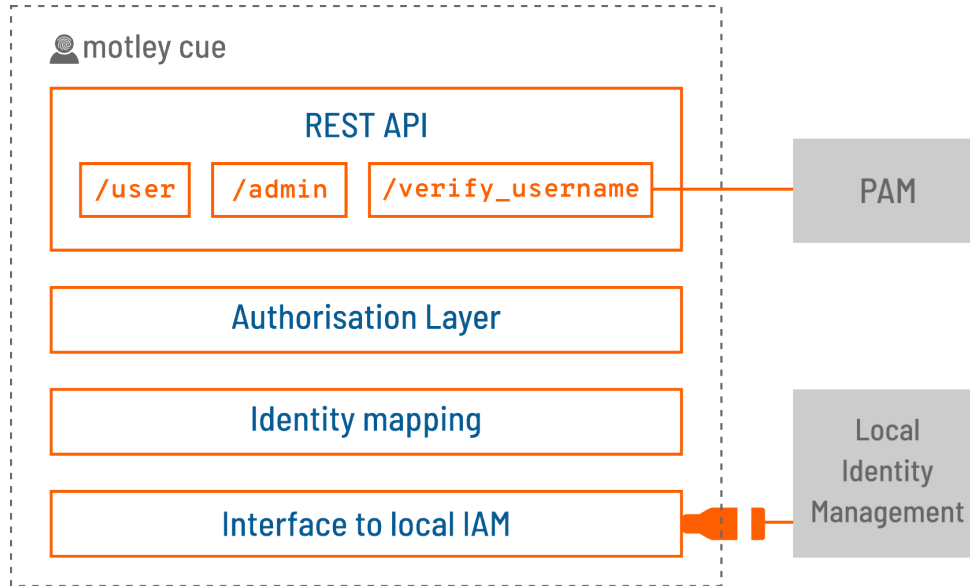 motley cue
REST API
/user
/admin
/verify_username
PAM
Authorisation Layer
Identity mapping
Local
Identity
Management
Interface to local IAM